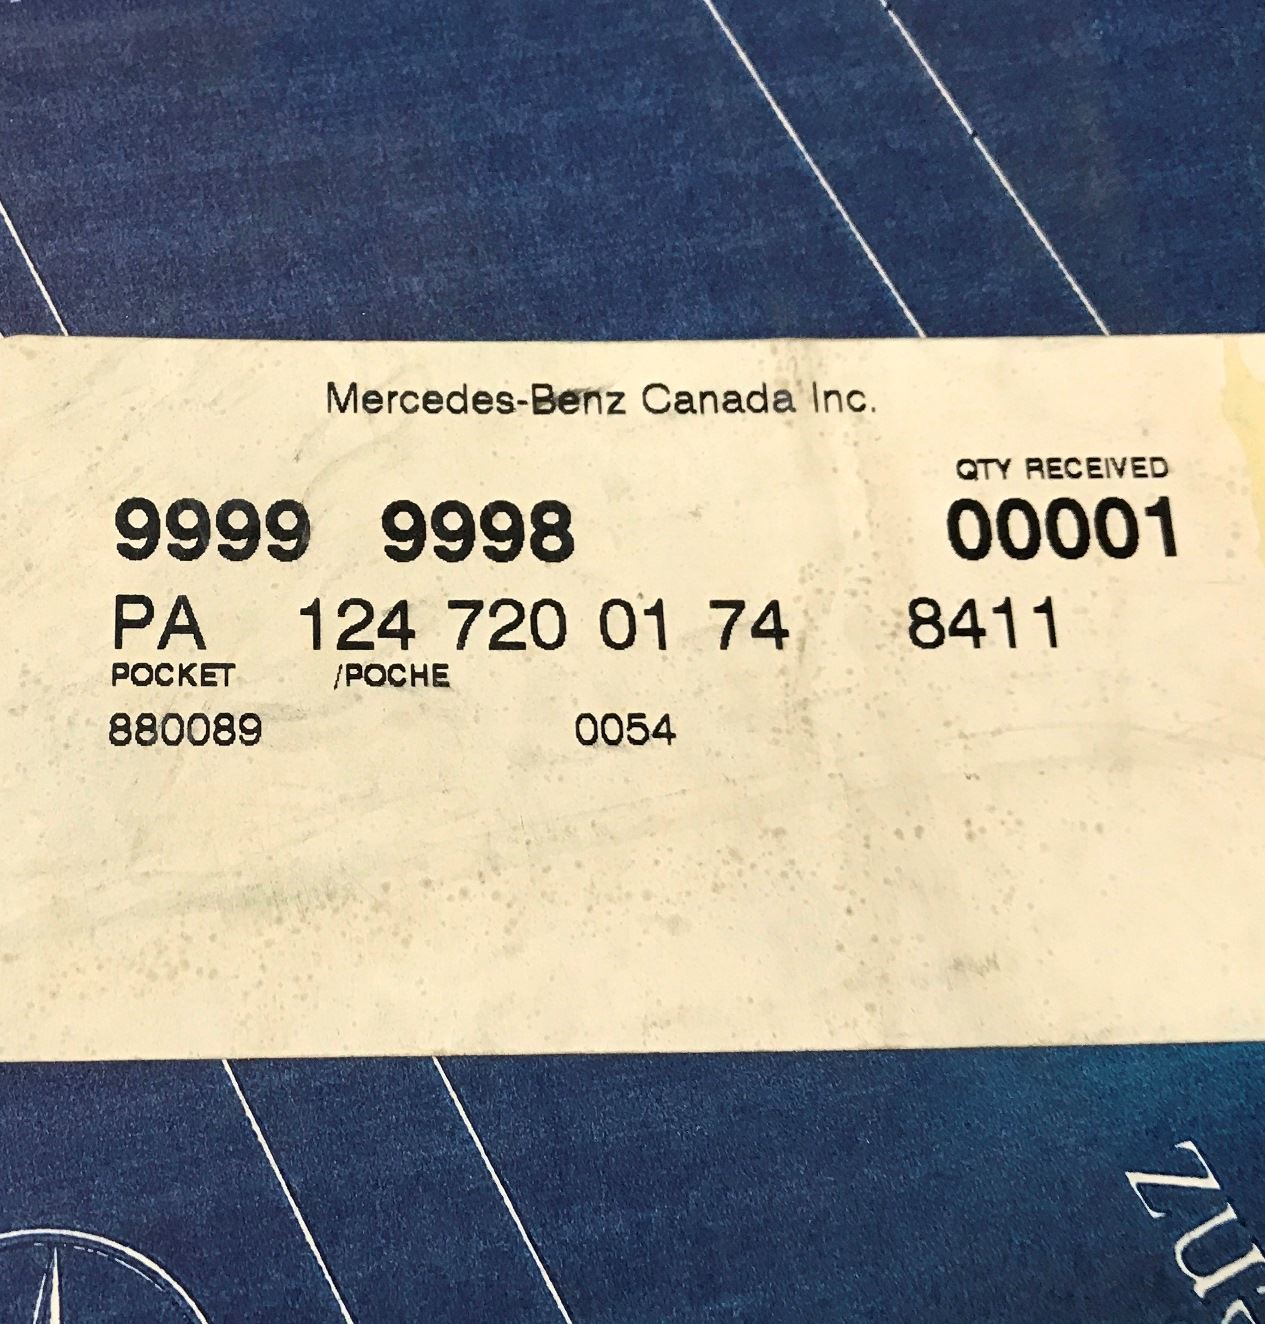 Mercedes-Benz Canada Inc.
QTY RECEIVED
9999 9998 00001
PA 124 720 01 74 8411
POCKET /POCHE
880089 0054